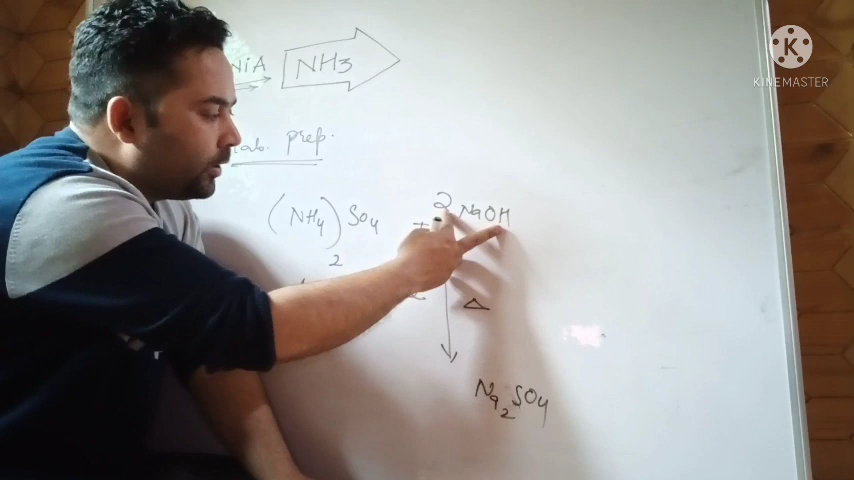 NiA NH3
lab. prep.
(NH4)2 SO4 + 2 NaOH
Δ
Na2SO4
K
KINEMASTER